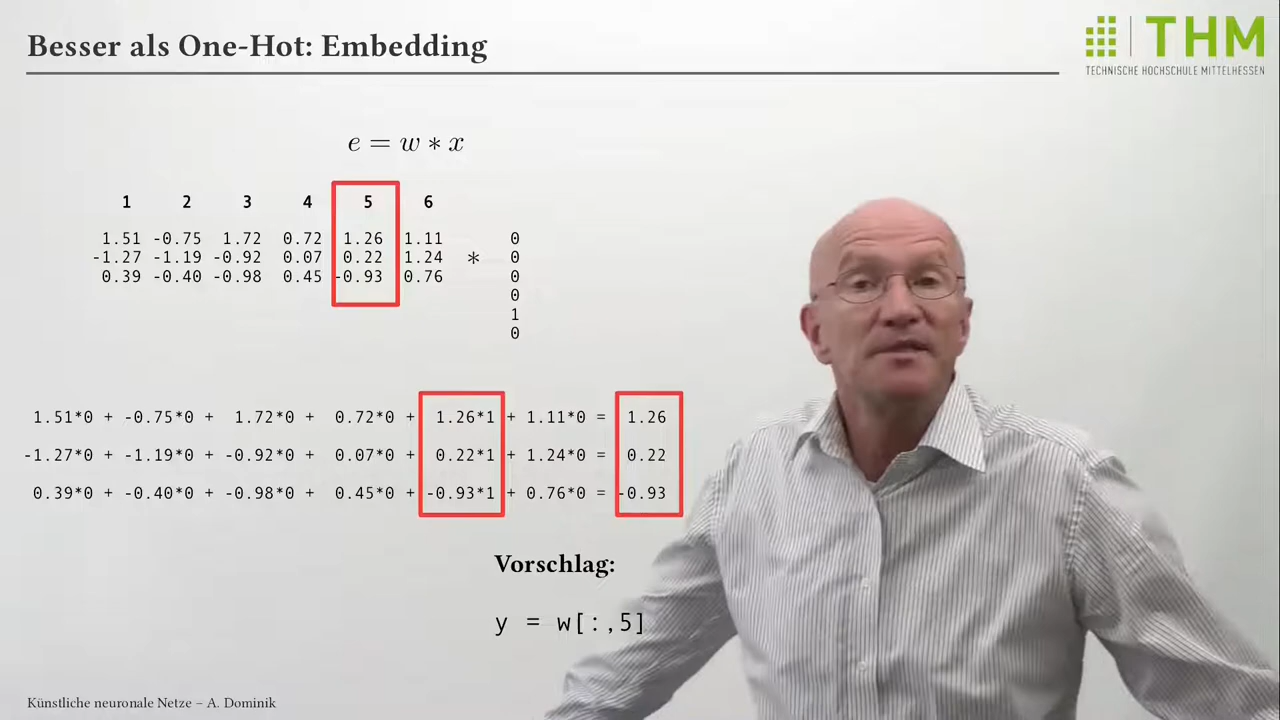 Besser als One-Hot: Embedding
THM
TECHNISCHE HOCHSCHULE MITTELHESSEN
e = w ∗ x
1 2 3 4 5 6
1.51 -0.75 1.72 0.72 1.26 1.11 0
-1.27 -1.19 -0.92 0.07 0.22 1.24 ∗ 0
0.39 -0.40 -0.98 0.45 -0.93 0.76 0
0
1
0
1.51*0 + -0.75*0 + 1.72*0 + 0.72*0 + 1.26*1 + 1.11*0 = 1.26
-1.27*0 + -1.19*0 + -0.92*0 + 0.07*0 + 0.22*1 + 1.24*0 = 0.22
0.39*0 + -0.40*0 + -0.98*0 + 0.45*0 + -0.93*1 + 0.76*0 = -0.93
Vorschlag:
y = w[:,5]
Künstliche neuronale Netze – A. Dominik